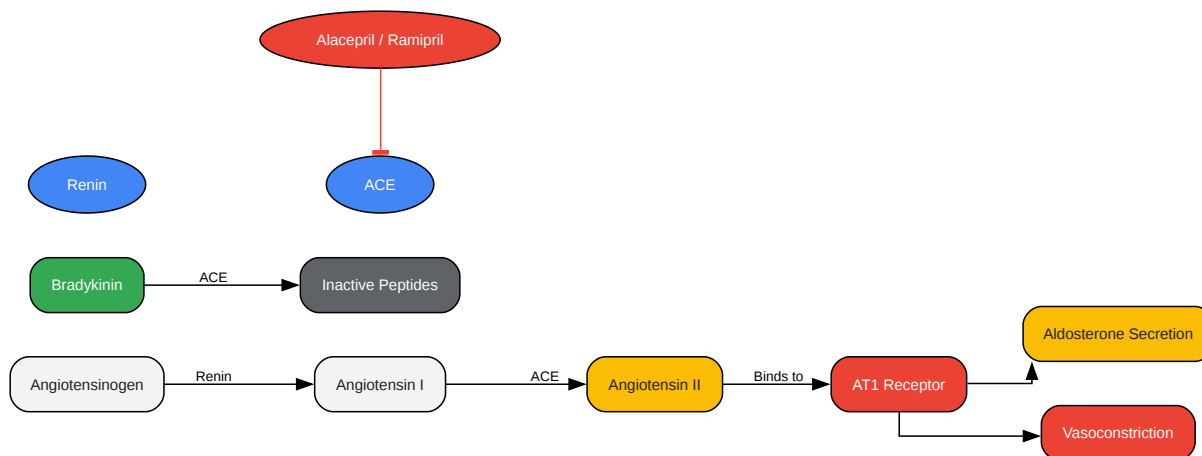 Alacepril / Ramipril
Renin
ACE
Bradykinin
ACE
Inactive Peptides
Aldosterone Secretion
Angiotensinogen
Renin
Angiotensin I
ACE
Angiotensin II
Binds to
AT1 Receptor
Vasoconstriction